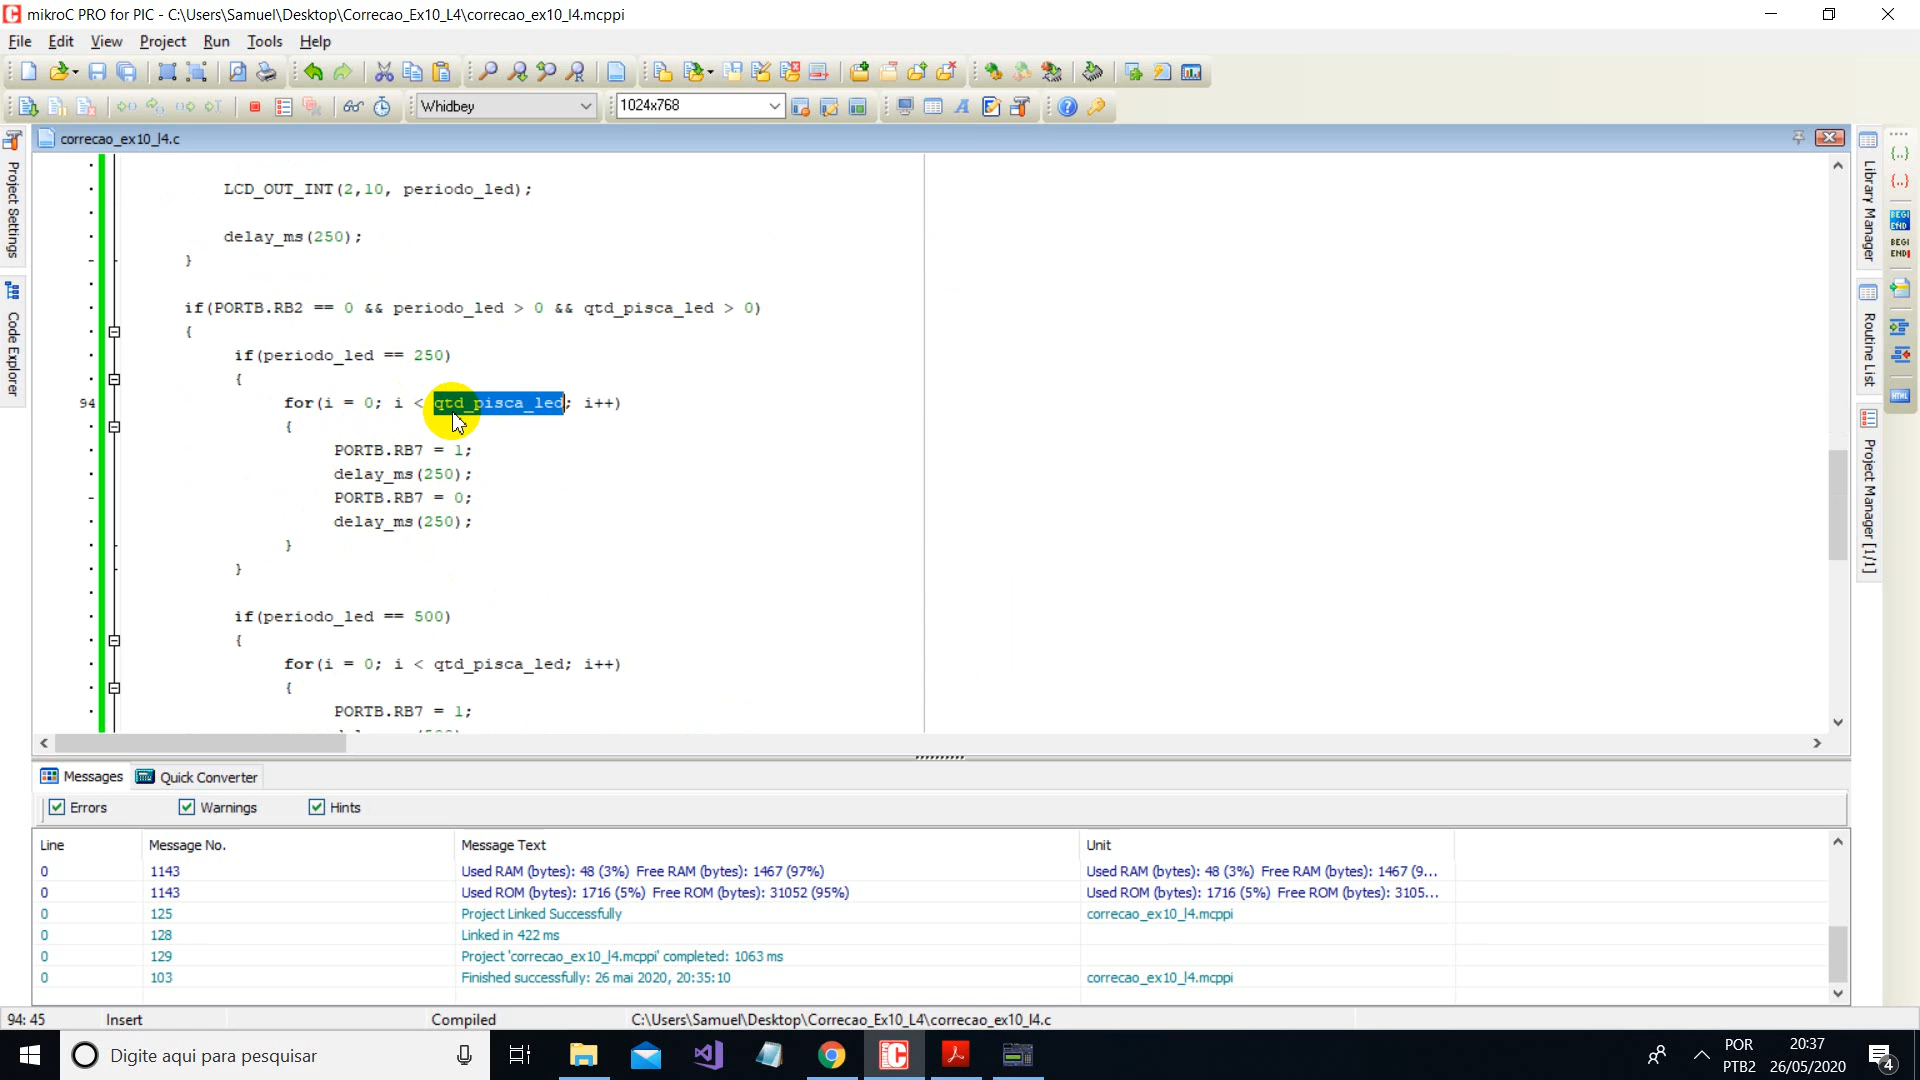 mikroC PRO for PIC - C:\Users\Samuel\Desktop\Correcao_Ex10_L4\correcao_ex10_l4.mcppi
File Edit View Project Run Tools Help
Whidbey 1024x768
correcao_ex10_l4.c
Project Settings
Code Explorer
LCD_OUT_INT(2,10, periodo_led);
delay_ms(250);
}
if(PORTB.RB2 == 0 && periodo_led > 0 && qtd_pisca_led > 0)
{
if(periodo_led == 250)
{
94 for(i = 0; i < qtd_pisca_led; i++)
{
PORTB.RB7 = 1;
delay_ms(250);
PORTB.RB7 = 0;
delay_ms(250);
}
}
if(periodo_led == 500)
{
for(i = 0; i < qtd_pisca_led; i++)
{
PORTB.RB7 = 1;
Library Manager
Routine List
Project Manager [1/1]
{..}
{..}
BEGI
END
BEGI
END
HTML
Messages Quick Converter
Errors Warnings Hints
Line Message No. Message Text Unit
0 1143 Used RAM (bytes): 48 (3%) Free RAM (bytes): 1467 (97%) Used RAM (bytes): 48 (3%) Free RAM (bytes): 1467 (9...
0 1143 Used ROM (bytes): 1716 (5%) Free ROM (bytes): 31052 (95%) Used ROM (bytes): 1716 (5%) Free ROM (bytes): 3105...
0 125 Project Linked Successfully correcao_ex10_l4.mcppi
0 128 Linked in 422 ms
0 129 Project 'correcao_ex10_l4.mcppi' completed: 1063 ms
0 103 Finished successfully: 26 mai 2020, 20:35:10 correcao_ex10_l4.mcppi
94: 45 Insert Compiled C:\Users\Samuel\Desktop\Correcao_Ex10_L4\correcao_ex10_l4.c
Digite aqui para pesquisar
POR 20:37
PTB2 26/05/2020
4